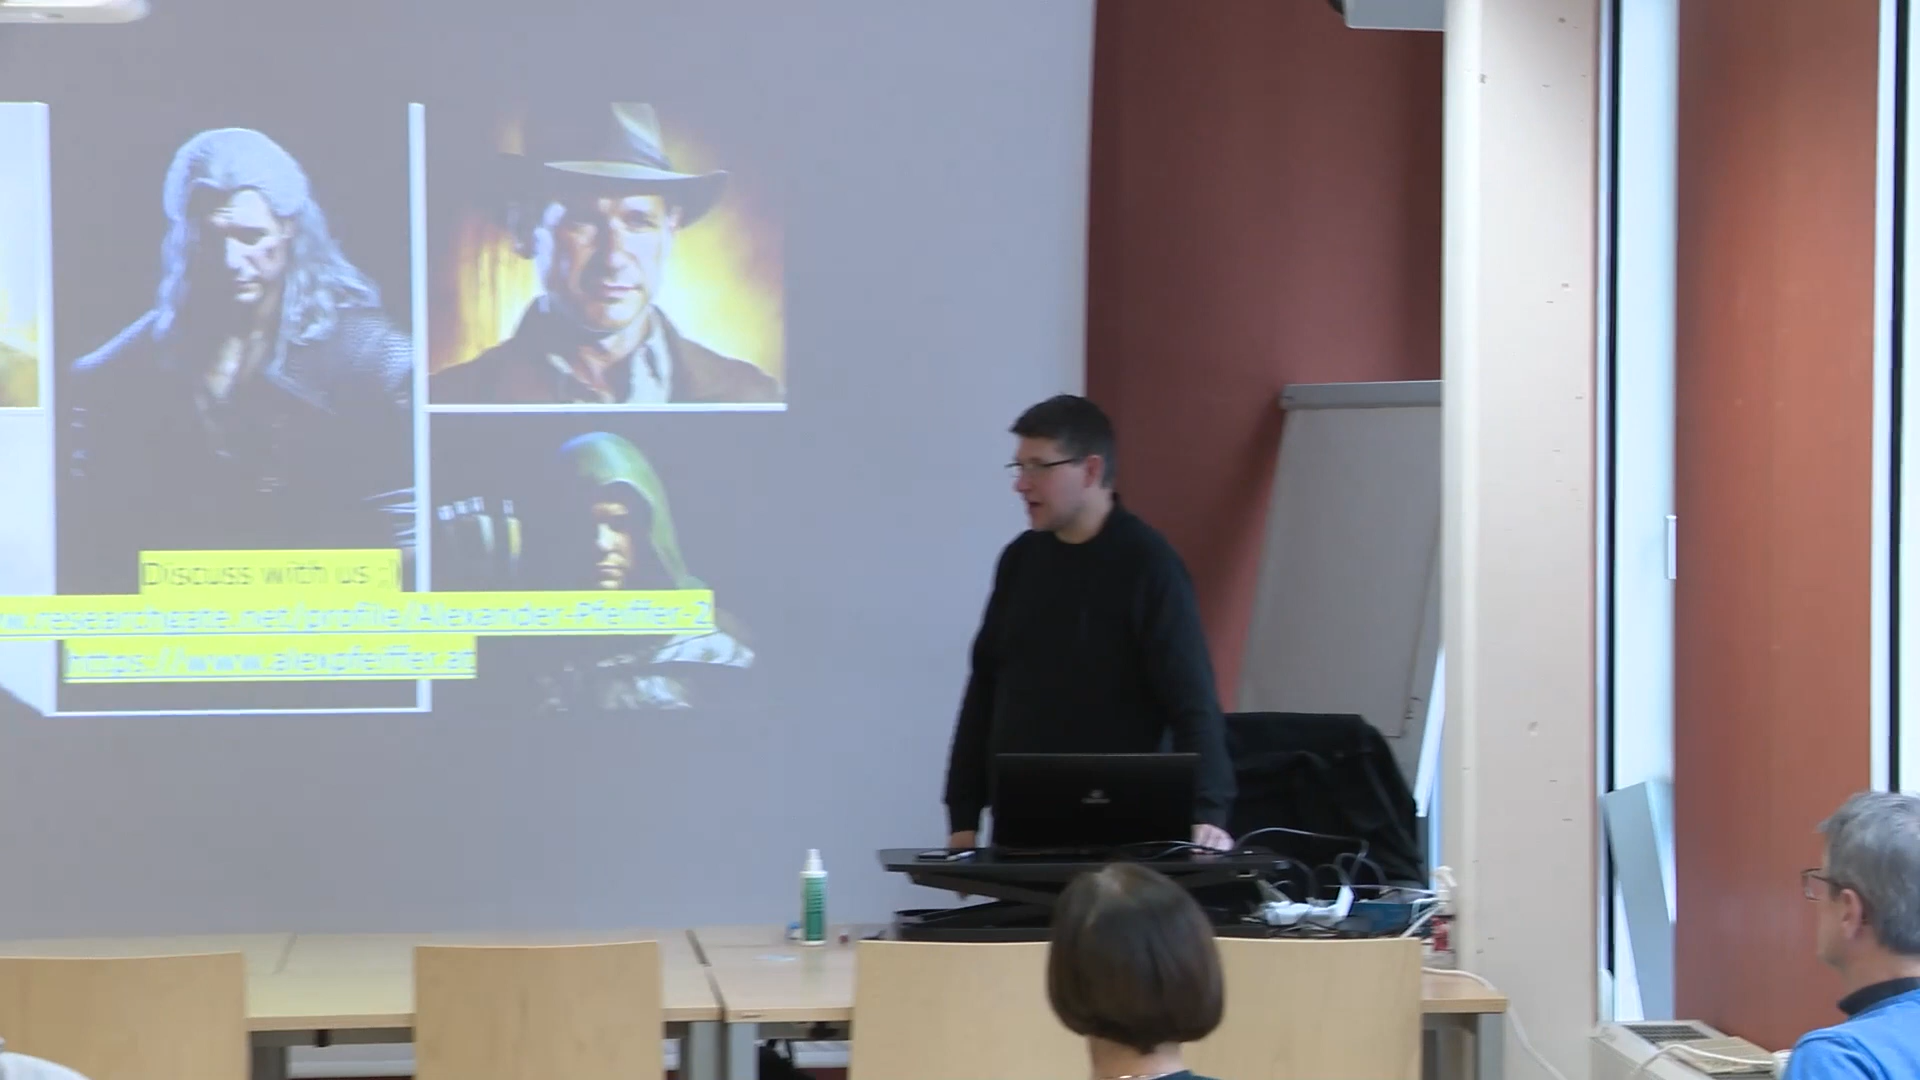 Discuss with us ;)
w.researchgate.net/profile/Alexander-Pfeiffer-2
https://www.alexpfeiffer.at